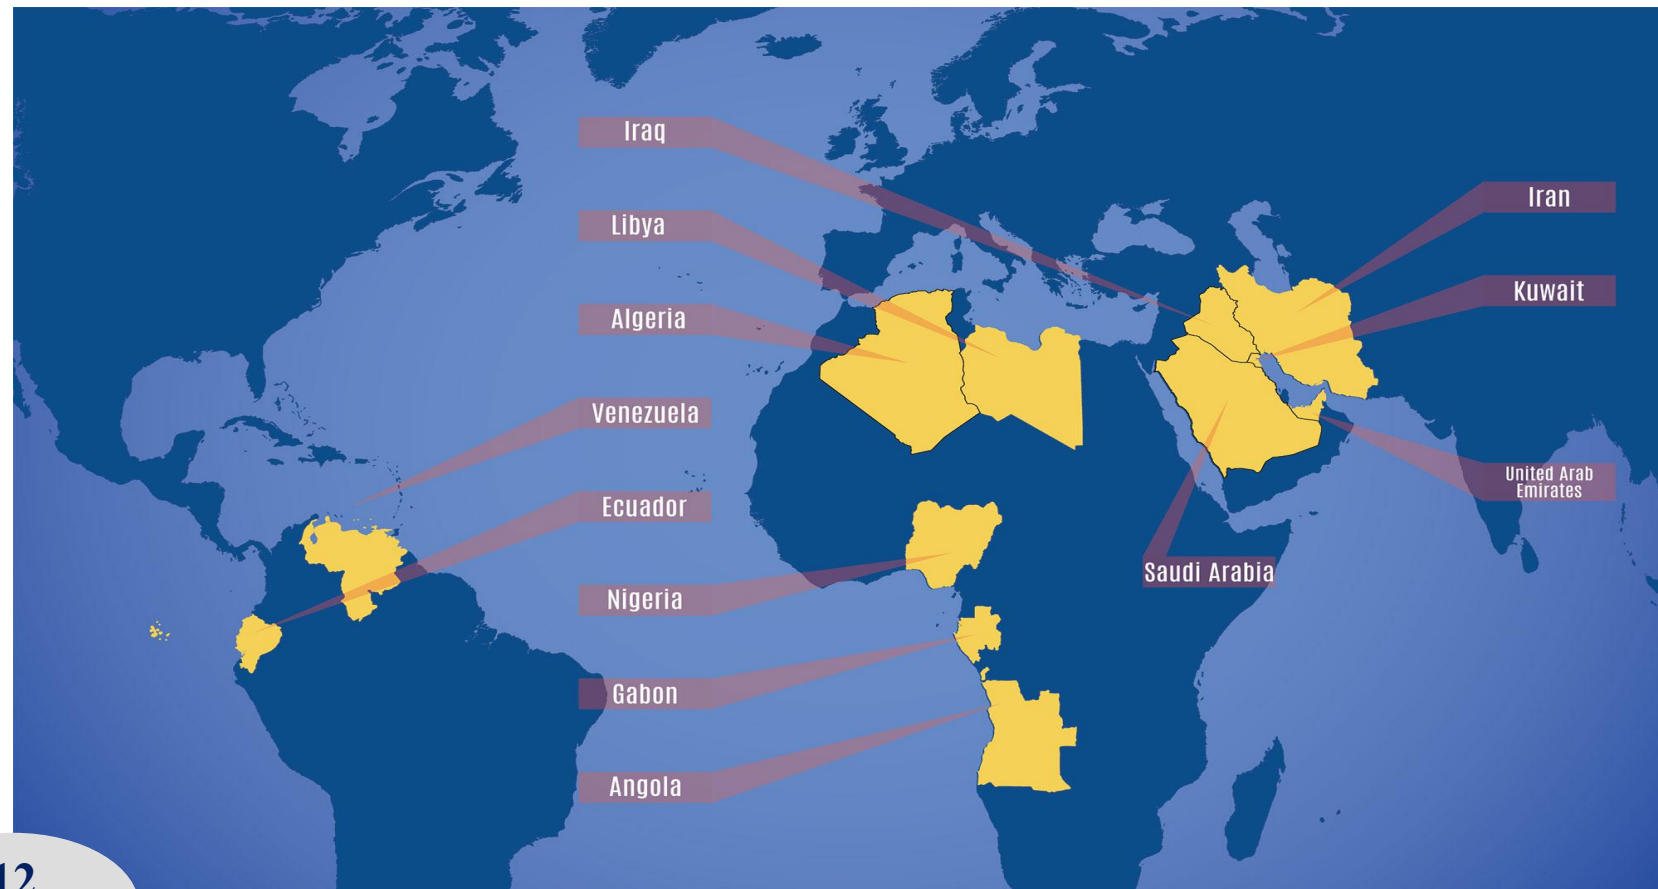 Iraq
Iran
Libya
Kuwait
Algeria
Venezuela
United Arab
Emirates
Ecuador
Saudi Arabia
Nigeria
Gabon
Angola
12